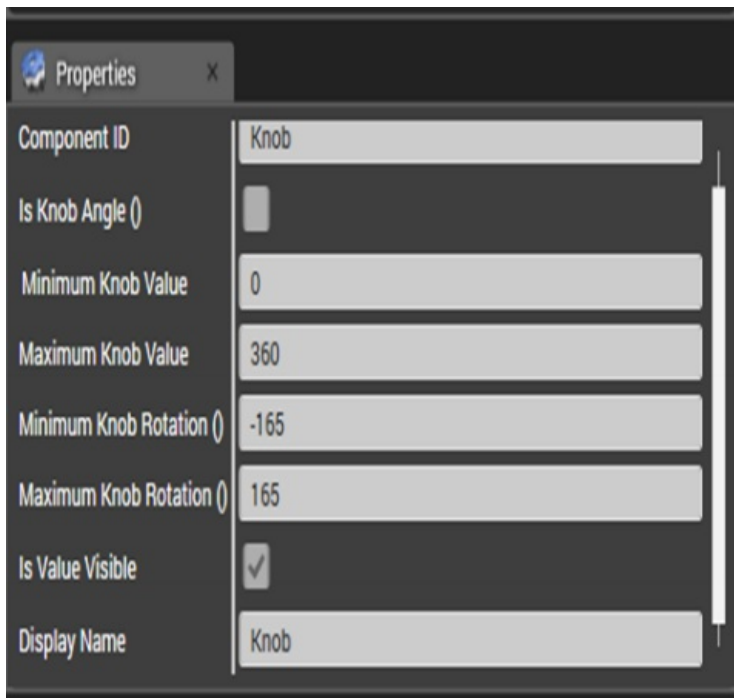 Properties ×
Component ID Knob
Is Knob Angle ()
Minimum Knob Value 0
Maximum Knob Value 360
Minimum Knob Rotation () -165
Maximum Knob Rotation () 165
Is Value Visible
Display Name Knob